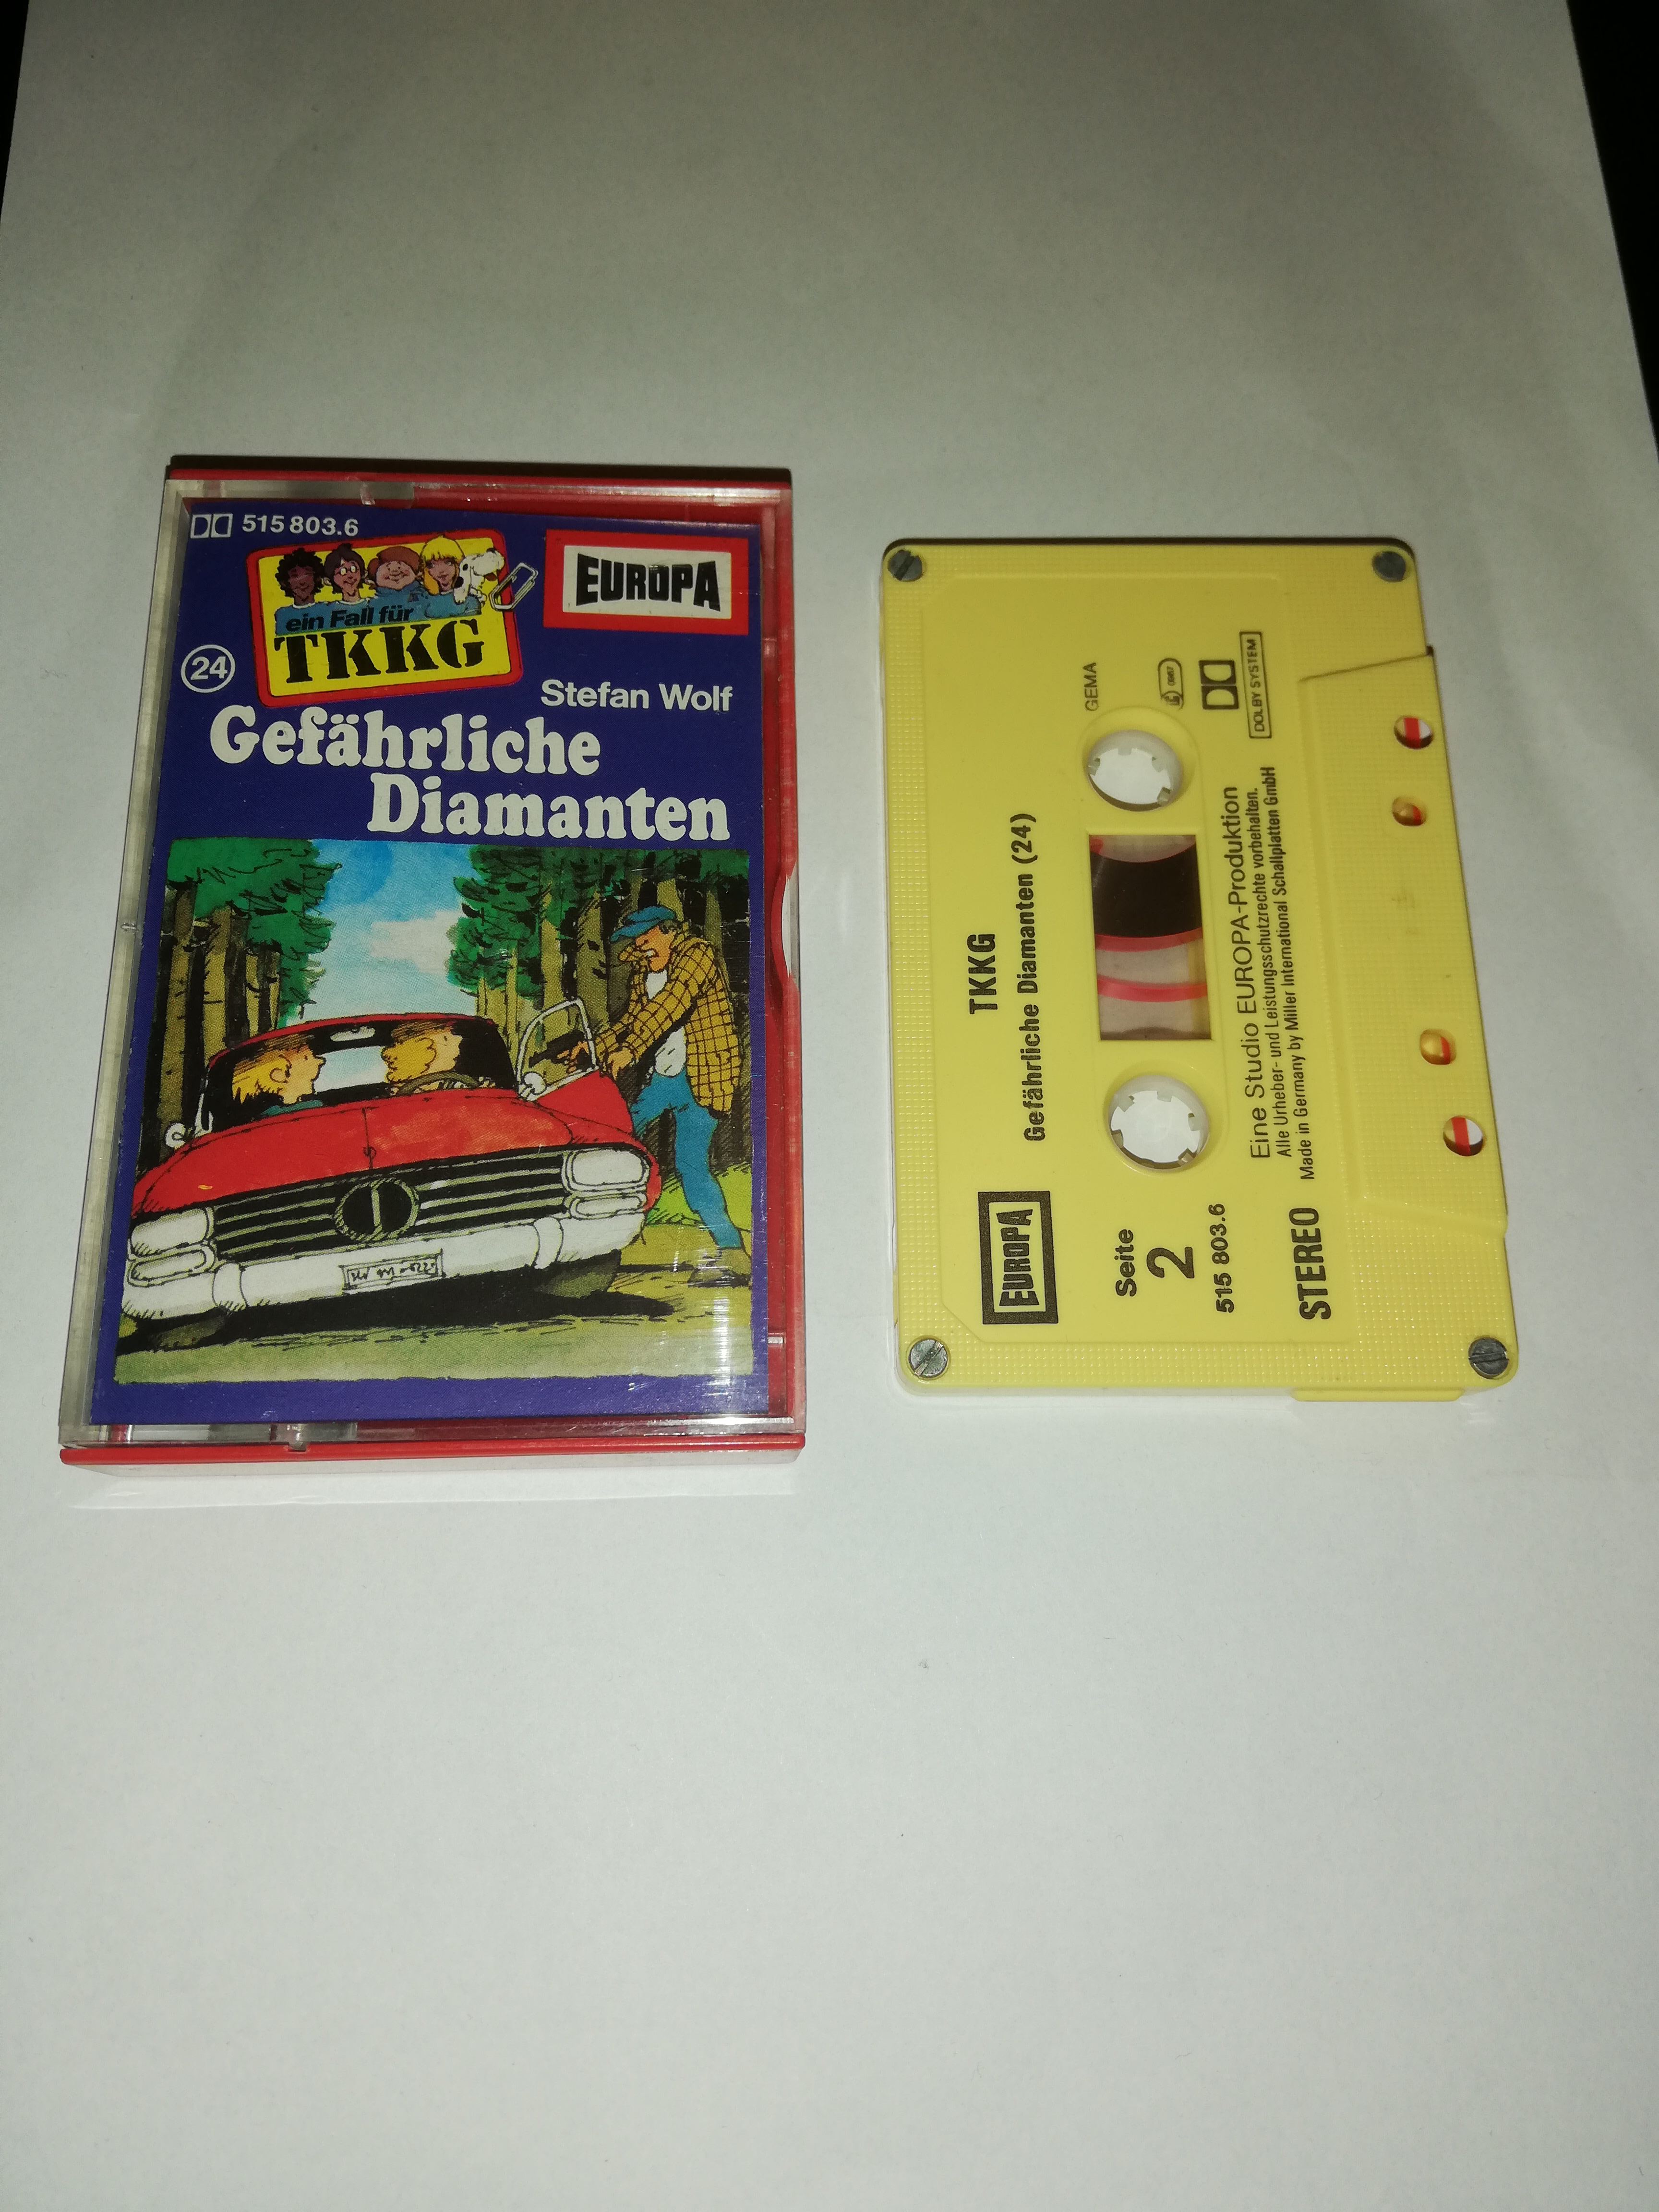 515 803.6
ein Fall für
TKKG
EUROPA
24
Stefan Wolf
Gefährliche
Diamanten
TKKG
Gefährliche Diamanten (24)
EUROPA
Seite
2
515 803.6
STEREO
GEMA
DOLBY SYSTEM
Eine Studio EUROPA-Produktion
Alle Urheber- und Leistungsschutzrechte vorbehalten.
Made in Germany by Miller International Schallplatten GmbH